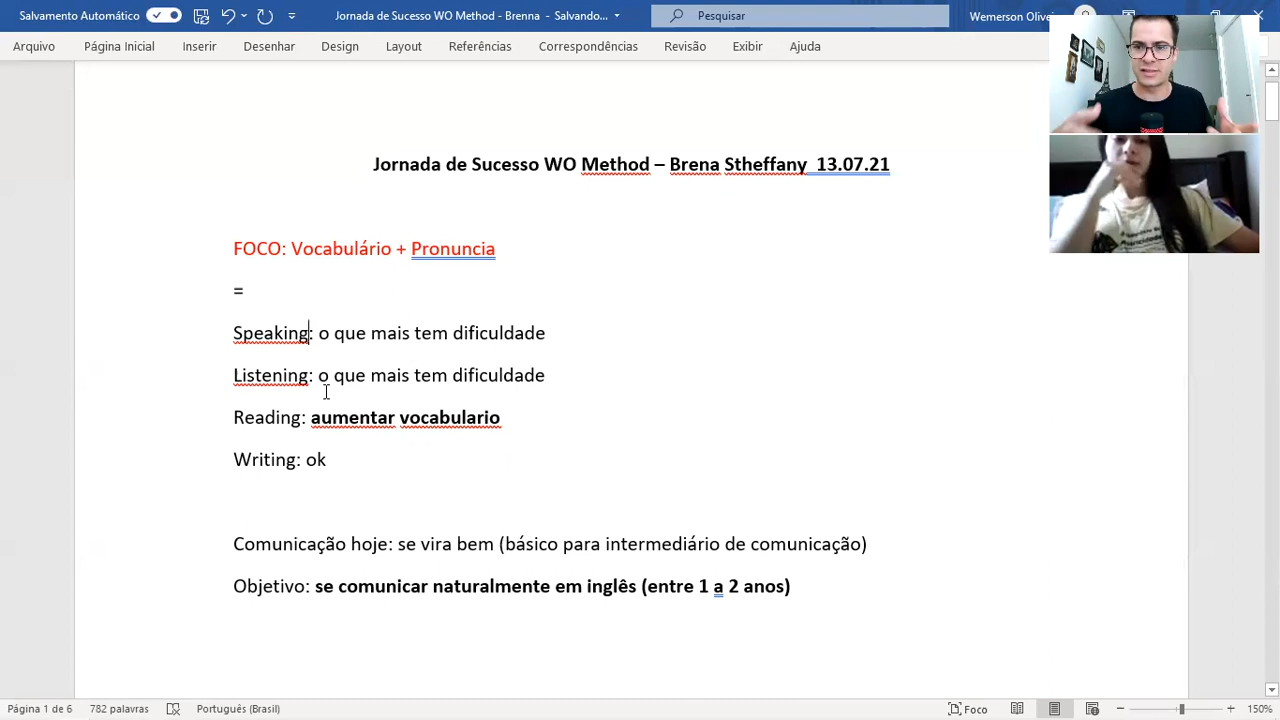 Salvamento Automático
Jornada de Sucesso WO - Brenna - Salvando...
Pesquisar
Wemerson Oliveira
Arquivo Página Inicial Inserir Desenhar Design Layout Referências Correspondências Revisão Exibir Ajuda
Jornada de Sucesso WO Method – Brena Stheffany 13.07.21
FOCO: Vocabulário + Pronuncia
=
Speaking: o que mais tem dificuldade
Listening: o que mais tem dificuldade
Reading: aumentar vocabulario
Writing: ok
Comunicação hoje: se vira bem (básico para intermediário de comunicação)
Objetivo: se comunicar naturalmente em inglês (entre 1 a 2 anos)
Página 1 de 6 782 palavras Português (Brasil) Foco 150%